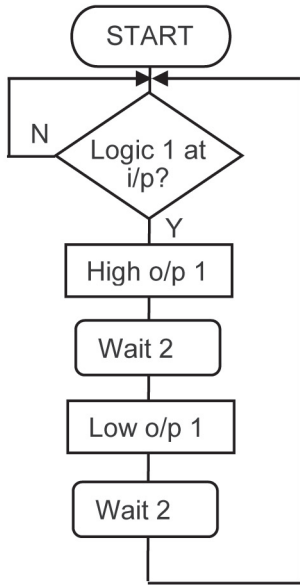 START
N
Logic 1 at
i/p?
Y
High o/p 1
Wait 2
Low o/p 1
Wait 2